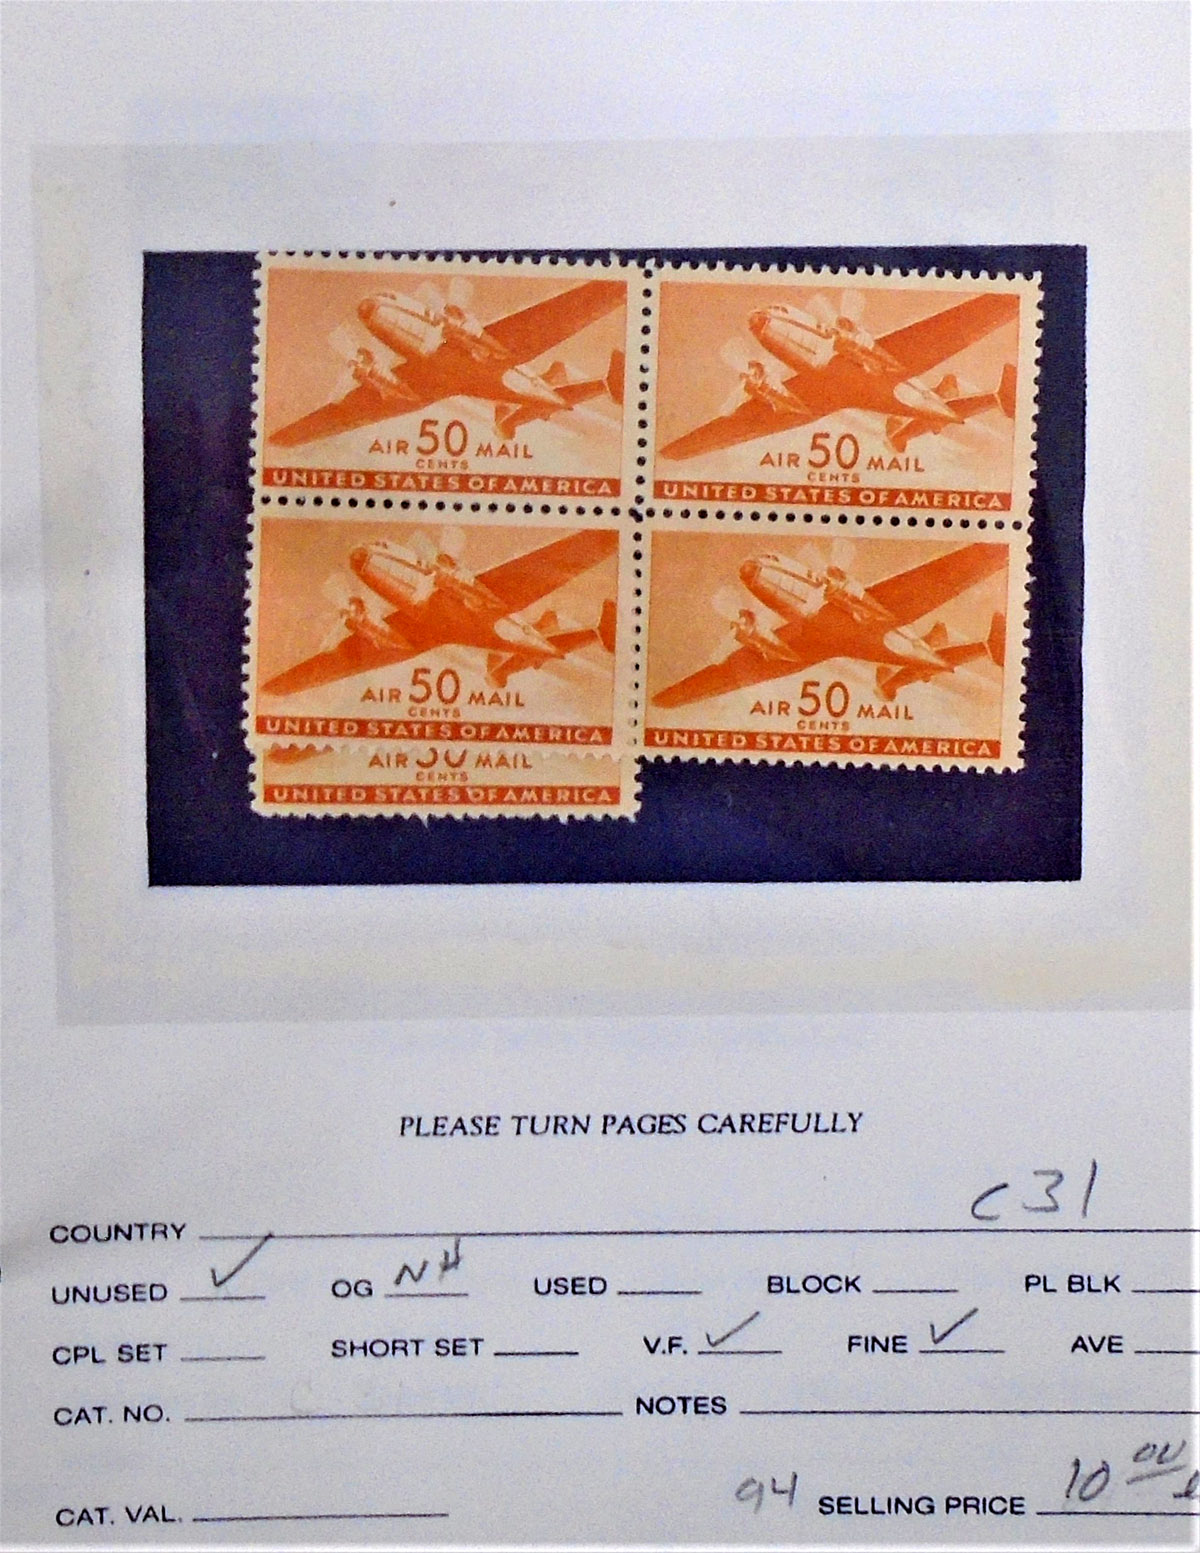 AIR 50 MAIL AIR 50 MAIL
CENTS CENTS
UNITED STATES OF AMERICA UNITED STATES OF AMERICA
AIR 50 MAIL AIR 50 MAIL
CENTS CENTS
UNITED STATES OF AMERICA UNITED STATES OF AMERICA
AIR 50 MAIL
CENTS
UNITED STATES OF AMERICA
PLEASE TURN PAGES CAREFULLY
COUNTRY C31
UNUSED ✓ OG NH USED BLOCK PL BLK
CPL SET SHORT SET V.F. ✓ FINE ✓ AVE
CAT. NO. NOTES
CAT. VAL. 94 SELLING PRICE 10 00